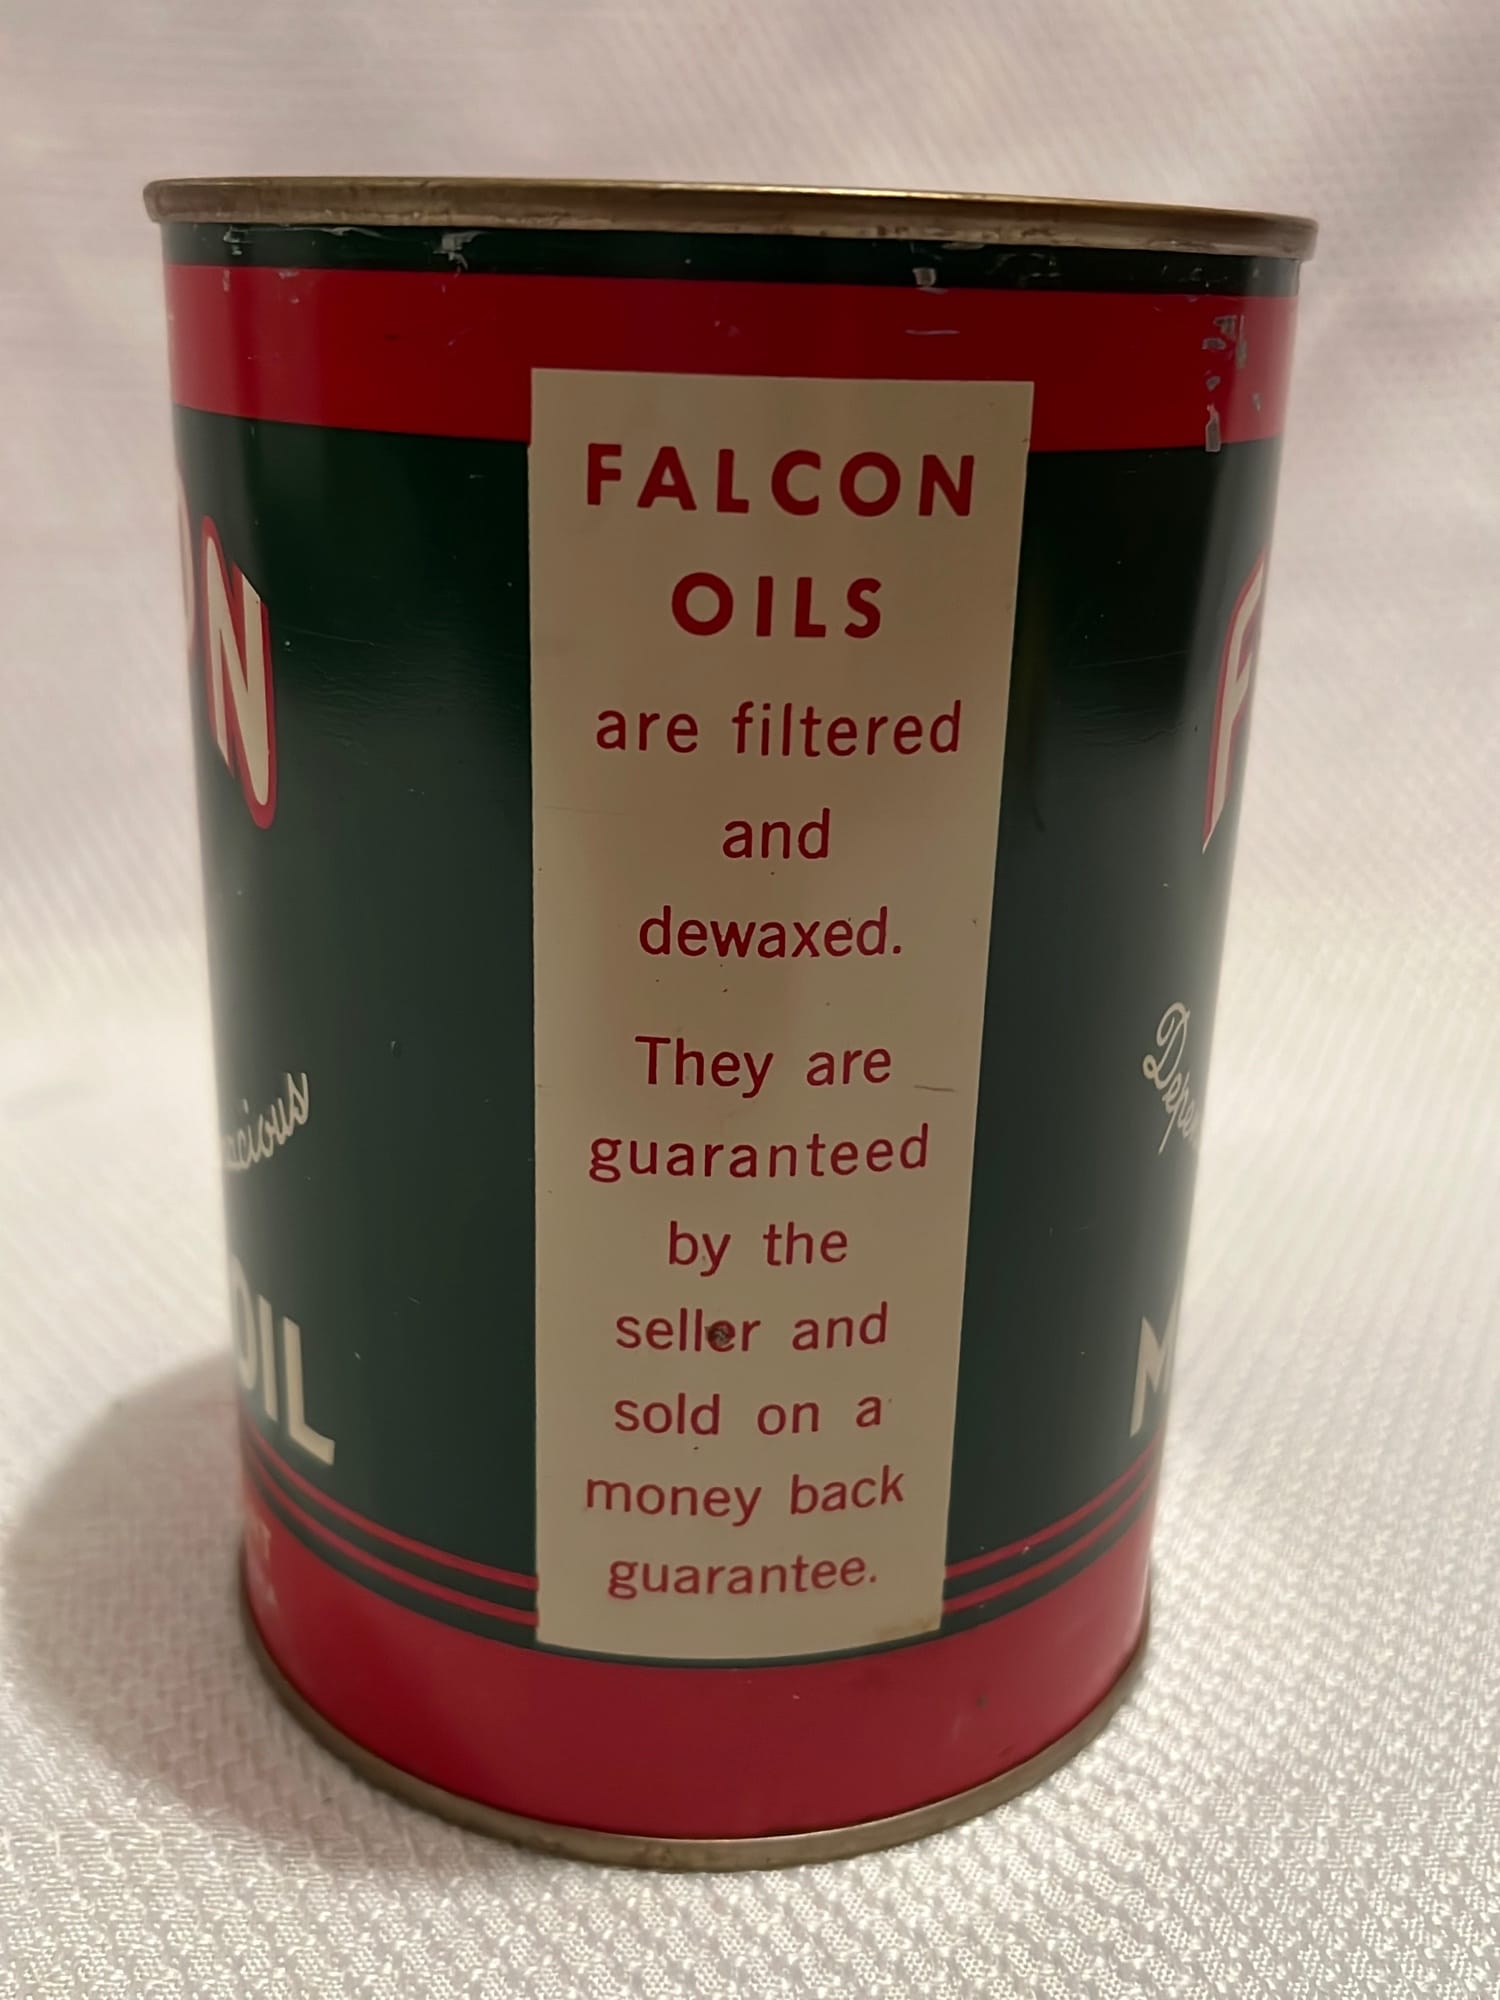 FALCON
OILS
are filtered
and
dewaxed.
They are
guaranteed
by the
seller and
sold on a
money back
guarantee.
OIL